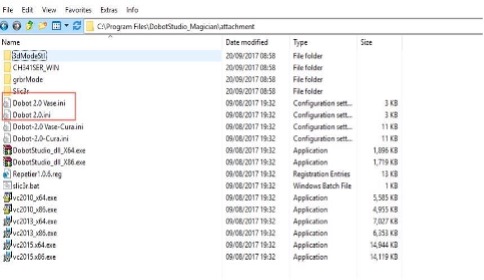 File Edit View Favorites Tools Extras Info
C:\Program Files\DobotStudio_Magician\attachment
Name Date modified Type Size
3dModeStl 20/09/2017 08:58 File folder
CH341SER_WIN 20/09/2017 08:58 File folder
grbrMode 20/09/2017 08:58 File folder
Slic3r 20/09/2017 08:58 File folder
Dobot 2.0 Vase.ini 09/08/2017 19:32 Configuration sett... 3 KB
Dobot 2.0.ini 09/08/2017 19:32 Configuration sett... 3 KB
Dobot-2.0 Vase-Cura.ini 09/08/2017 19:32 Configuration sett... 11 KB
Dobot-2.0-Cura.ini 09/08/2017 19:32 Configuration sett... 11 KB
DobotStudio_dll_X64.exe 09/08/2017 19:32 Application 1,896 KB
DobotStudio_dll_X86.exe 09/08/2017 19:32 Application 1,719 KB
Repetier1.0.6.reg 09/08/2017 19:32 Registration Entries 13 KB
slic3r.bat 09/08/2017 19:32 Windows Batch File 1 KB
vc2010_x64.exe 09/08/2017 19:32 Application 5,585 KB
vc2010_x86.exe 09/08/2017 19:32 Application 4,955 KB
vc2013_x64.exe 09/08/2017 19:32 Application 7,027 KB
vc2013_x86.exe 09/08/2017 19:32 Application 6,353 KB
vc2015.x64.exe 09/08/2017 19:32 Application 14,944 KB
vc2015.x86.exe 09/08/2017 19:32 Application 14,119 KB